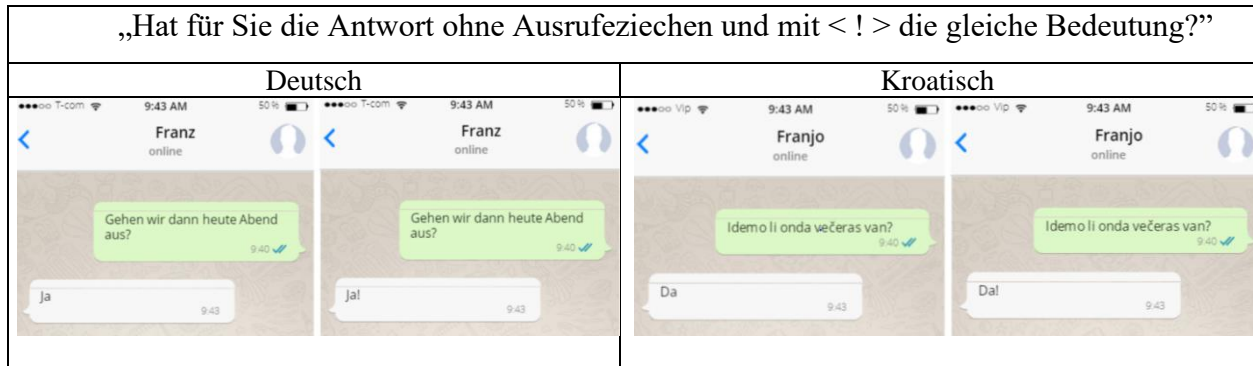 „Hat für Sie die Antwort ohne Ausrufeziechen und mit < ! > die gleiche Bedeutung?”
Deutsch
Kroatisch
●●●○○ T-com 9:43 AM 50 %
Franz
online
Gehen wir dann heute Abend
aus?
9:40
Ja
9:43
●●●○○ T-com 9:43 AM 50 %
Franz
online
Gehen wir dann heute Abend
aus?
9:40
Ja!
9:43
●●●○○ Vip 9:43 AM 50 %
Franjo
online
Idemo li onda večeras van?
9:40
Da
9:43
●●●○○ Vip 9:43 AM 50 %
Franjo
online
Idemo li onda večeras van?
9:40
Da!
9:43